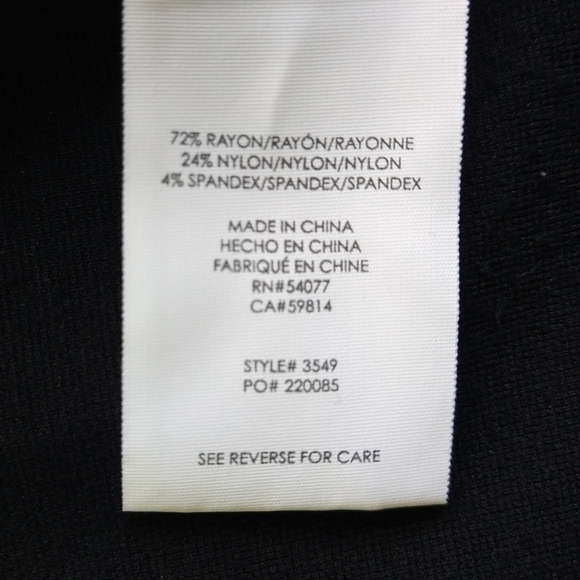 72% RAYON/RAYÓN/RAYONNE
24% NYLON/NYLON/NYLON
4% SPANDEX/SPANDEX/SPANDEX
MADE IN CHINA
HECHO EN CHINA
FABRIQUÉ EN CHINE
RN#54077
CA#59814
STYLE# 3549
PO# 220085
SEE REVERSE FOR CARE